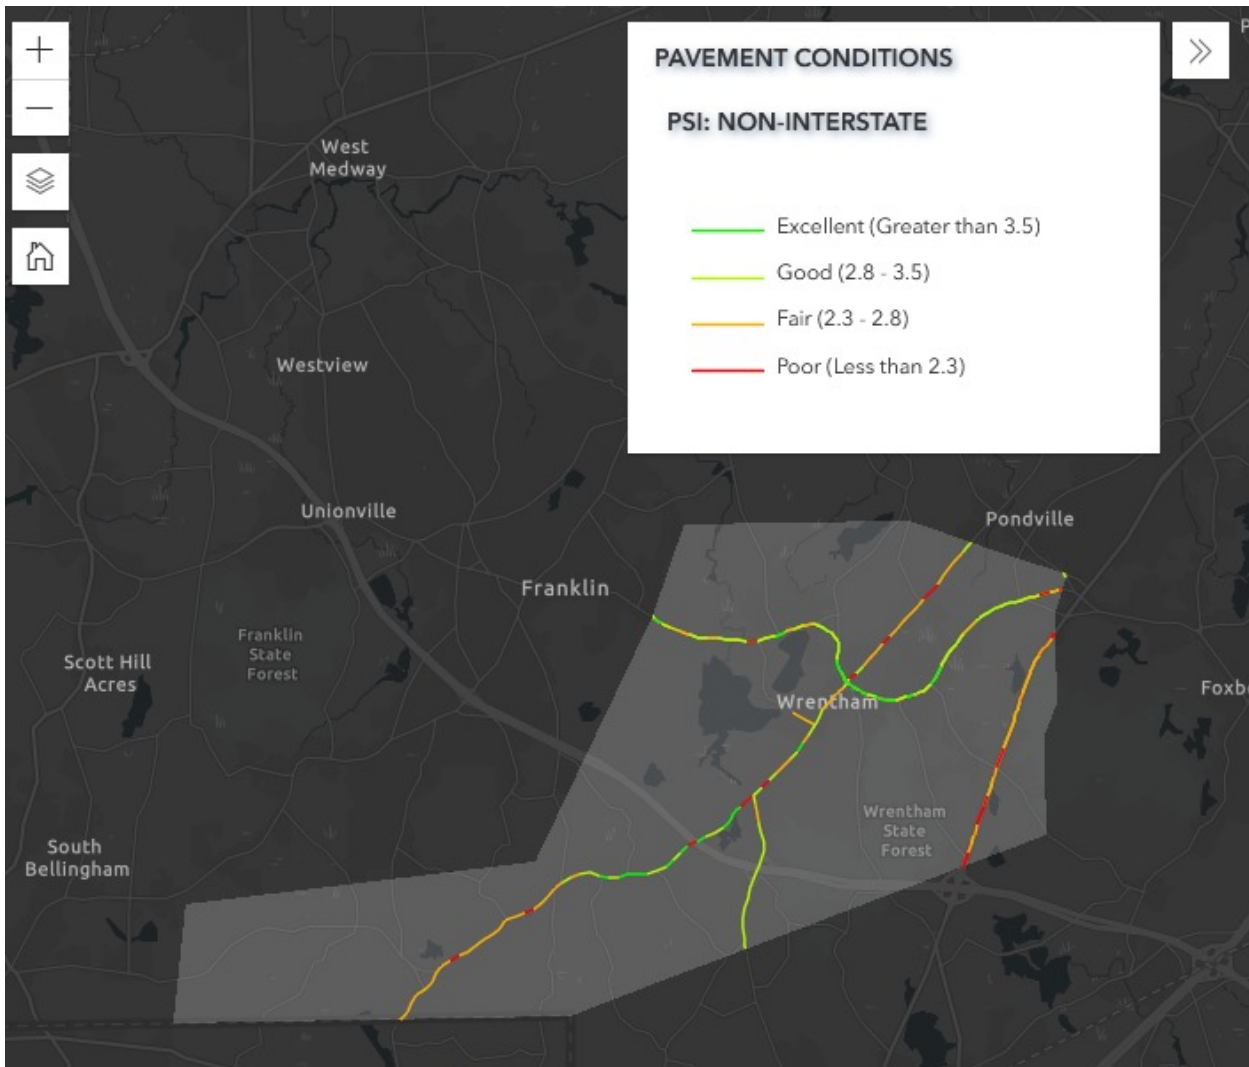 PAVEMENT CONDITIONS
PSI: NON-INTERSTATE
Excellent (Greater than 3.5)
Good (2.8 - 3.5)
Fair (2.3 - 2.8)
Poor (Less than 2.3)
West
Medway
Westview
Unionville
Pondville
Franklin
Franklin
State
Forest
Scott Hill
Acres
Wrentham
Wrentham
State
Forest
South
Bellingham